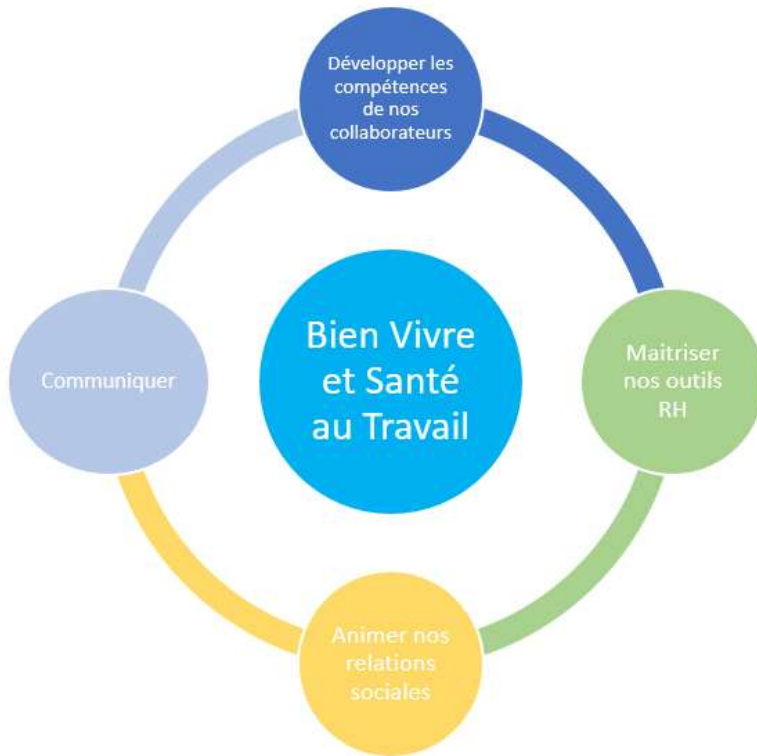 Développer les
compétences
de nos
collaborateurs
Bien Vivre
et Santé
au Travail
Maitriser
nos outils
RH
Communiquer
Animer nos
relations
sociales